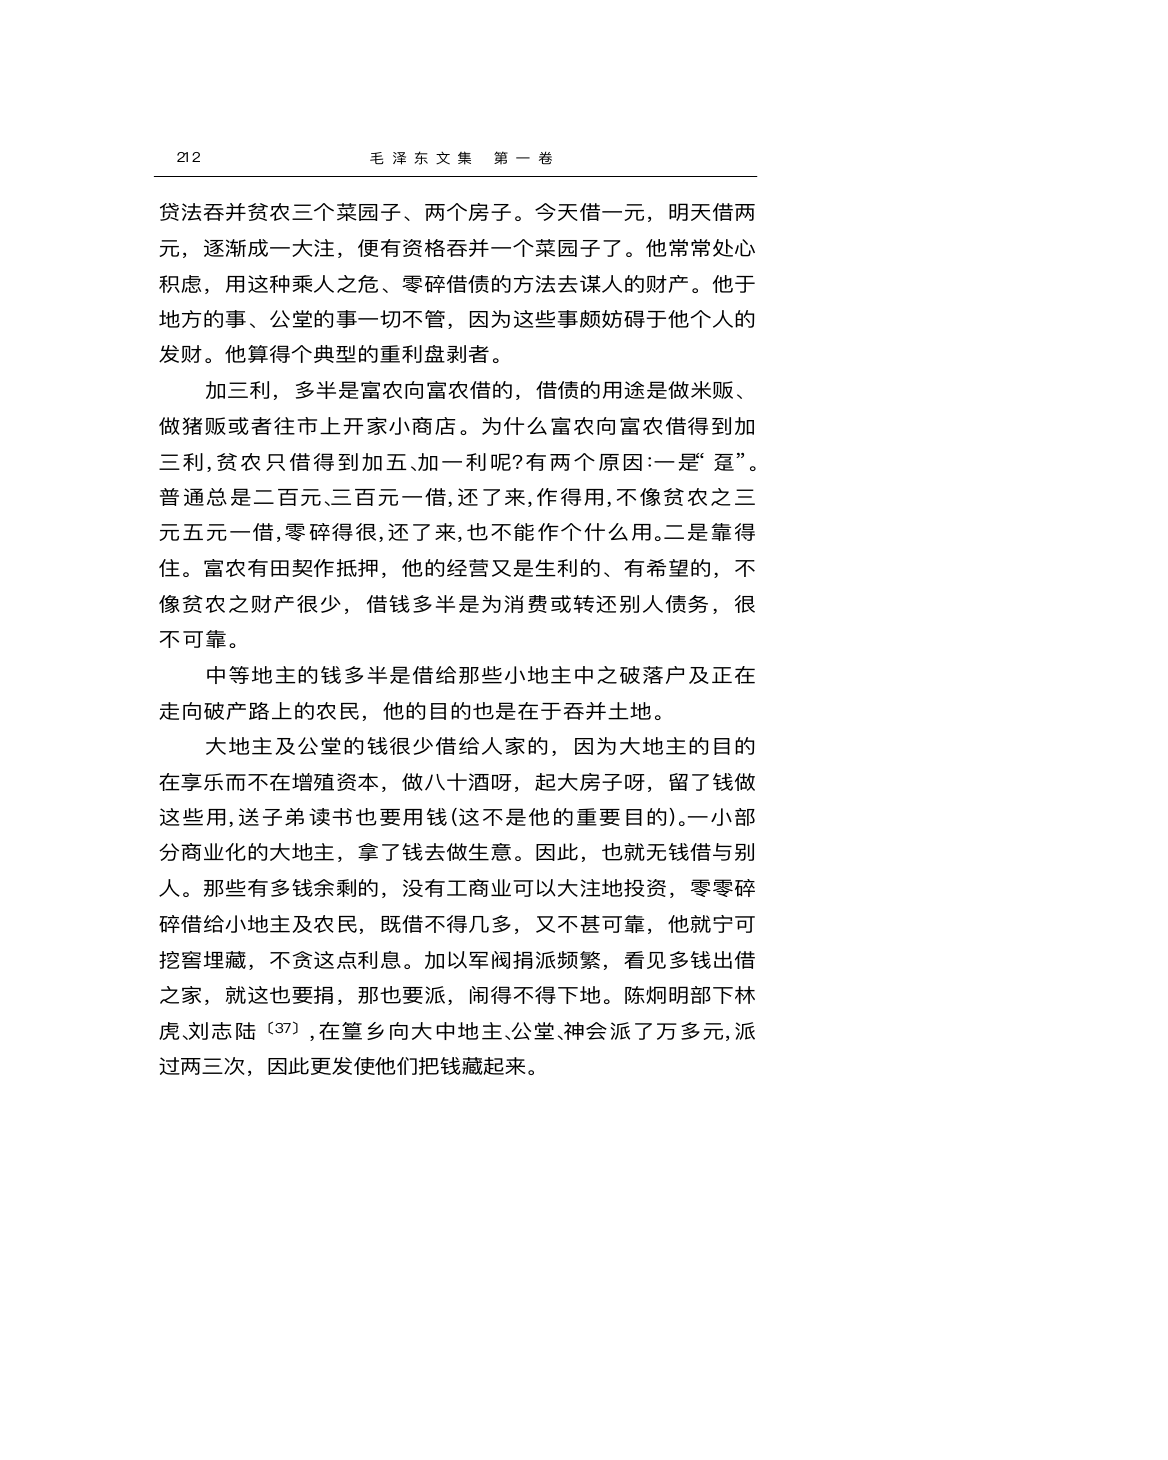 212 毛泽东文集 第一卷
贷法吞并贫农三个菜园子、两个房子。今天借一元，明天借两
元，逐渐成一大注，便有资格吞并一个菜园子了。他常常处心
积虑，用这种乘人之危、零碎借债的方法去谋人的财产。他于
地方的事、公堂的事一切不管，因为这些事颇妨碍于他个人的
发财。他算得个典型的重利盘剥者。
加三利，多半是富农向富农借的，借债的用途是做米贩、
做猪贩或者往市上开家小商店。为什么富农向富农借得到加
三利,贫农只借得到加五、加一利呢?有两个原因:一是“趸”。
普通总是二百元、三百元一借,还了来,作得用,不像贫农之三
元五元一借,零碎得很,还了来,也不能作个什么用。二是靠得
住。富农有田契作抵押，他的经营又是生利的、有希望的，不
像贫农之财产很少，借钱多半是为消费或转还别人债务，很
不可靠。
中等地主的钱多半是借给那些小地主中之破落户及正在
走向破产路上的农民，他的目的也是在于吞并土地。
大地主及公堂的钱很少借给人家的，因为大地主的目的
在享乐而不在增殖资本，做八十酒呀，起大房子呀，留了钱做
这些用,送子弟读书也要用钱(这不是他的重要目的)。一小部
分商业化的大地主，拿了钱去做生意。因此，也就无钱借与别
人。那些有多钱余剩的，没有工商业可以大注地投资，零零碎
碎借给小地主及农民，既借不得几多，又不甚可靠，他就宁可
挖窖埋藏，不贪这点利息。加以军阀捐派频繁，看见多钱出借
之家，就这也要捐，那也要派，闹得不得下地。陈炯明部下林
虎、刘志陆〔37〕,在篁乡向大中地主、公堂、神会派了万多元,派
过两三次，因此更发使他们把钱藏起来。